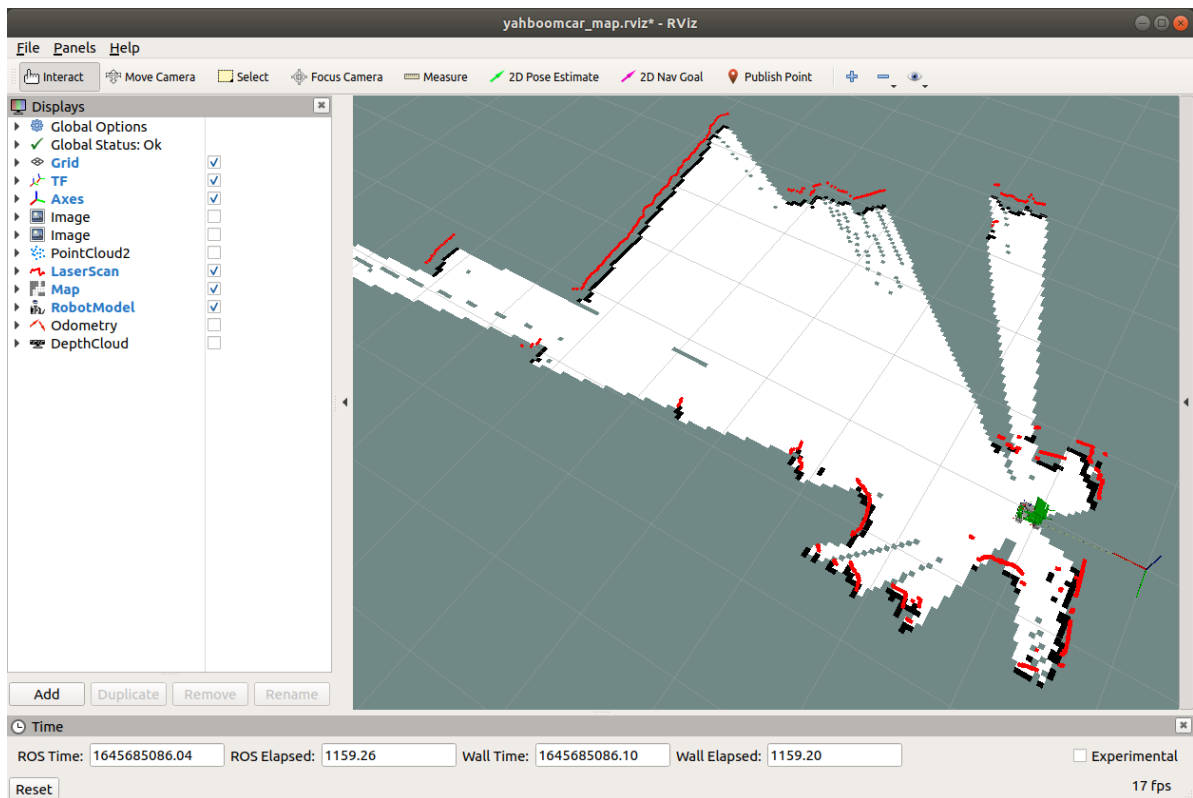 yahboomcar_map.rviz* - RViz
File Panels Help
Interact Move Camera Select Focus Camera Measure 2D Pose Estimate 2D Nav Goal Publish Point
Displays
Global Options
Global Status: Ok
Grid
TF
Axes
Image
Image
PointCloud2
LaserScan
Map
RobotModel
Odometry
DepthCloud
Add Duplicate Remove Rename
Time
ROS Time: 1645685086.04 ROS Elapsed: 1159.26 Wall Time: 1645685086.10 Wall Elapsed: 1159.20 Experimental
Reset 17 fps